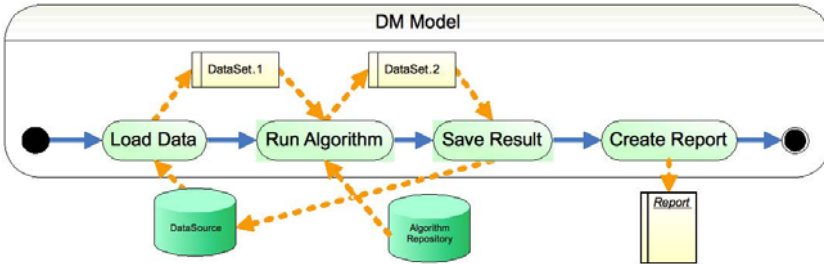 DM Model
DataSet.1
DataSet.2
Load Data
Run Algorithm
Save Result
Create Report
DataSource
Algorithm
Repository
Report